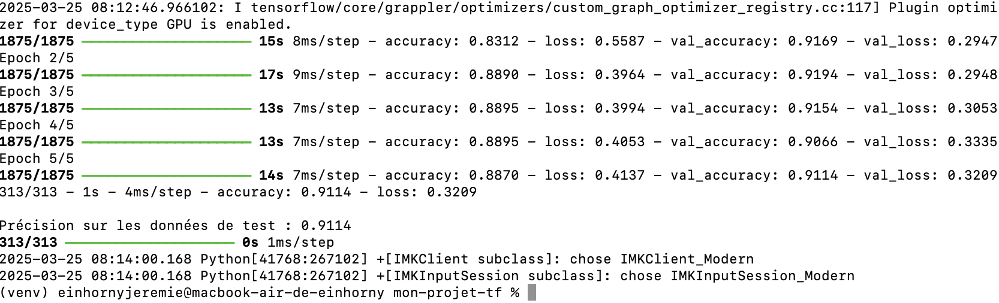 2025-03-25 08:12:46.966102: I tensorflow/core/grappler/optimizers/custom_graph_optimizer_registry.cc:117] Plugin optimi
zer for device_type GPU is enabled.
1875/1875 ━━━━━━━━━━━━━━━━━━━━ 15s 8ms/step – accuracy: 0.8312 – loss: 0.5587 – val_accuracy: 0.9169 – val_loss: 0.2947
Epoch 2/5
1875/1875 ━━━━━━━━━━━━━━━━━━━━ 17s 9ms/step – accuracy: 0.8890 – loss: 0.3964 – val_accuracy: 0.9194 – val_loss: 0.2948
Epoch 3/5
1875/1875 ━━━━━━━━━━━━━━━━━━━━ 13s 7ms/step – accuracy: 0.8895 – loss: 0.3994 – val_accuracy: 0.9154 – val_loss: 0.3053
Epoch 4/5
1875/1875 ━━━━━━━━━━━━━━━━━━━━ 13s 7ms/step – accuracy: 0.8895 – loss: 0.4053 – val_accuracy: 0.9066 – val_loss: 0.3335
Epoch 5/5
1875/1875 ━━━━━━━━━━━━━━━━━━━━ 14s 7ms/step – accuracy: 0.8870 – loss: 0.4137 – val_accuracy: 0.9114 – val_loss: 0.3209
313/313 – 1s – 4ms/step – accuracy: 0.9114 – loss: 0.3209
Précision sur les données de test : 0.9114
313/313 ━━━━━━━━━━━━━━━━━━━━ 0s 1ms/step
2025-03-25 08:14:00.168 Python[41768:267102] +[IMKClient subclass]: chose IMKClient_Modern
2025-03-25 08:14:00.168 Python[41768:267102] +[IMKInputSession subclass]: chose IMKInputSession_Modern
(venv) einhornyjeremie@macbook-air-de-einhorny mon-projet-tf %